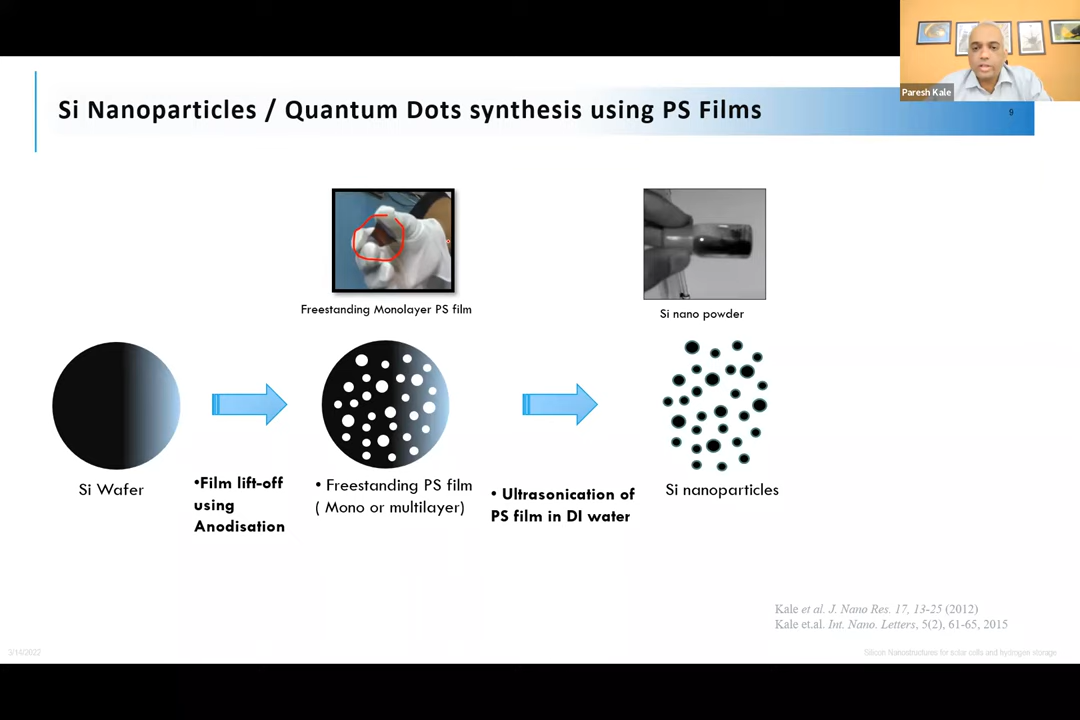 Paresh Kale
Si Nanoparticles / Quantum Dots synthesis using PS Films
9
Freestanding Monolayer PS film
Si nano powder
Si Wafer
•Film lift-off
using
Anodisation
• Freestanding PS film
( Mono or multilayer)
• Ultrasonication of
PS film in DI water
Si nanoparticles
Kale et al. J. Nano Res. 17, 13-25 (2012)
Kale et.al. Int. Nano. Letters, 5(2), 61-65, 2015
3/14/2022
Silicon Nanostructures for solar cells and hydrogen storage